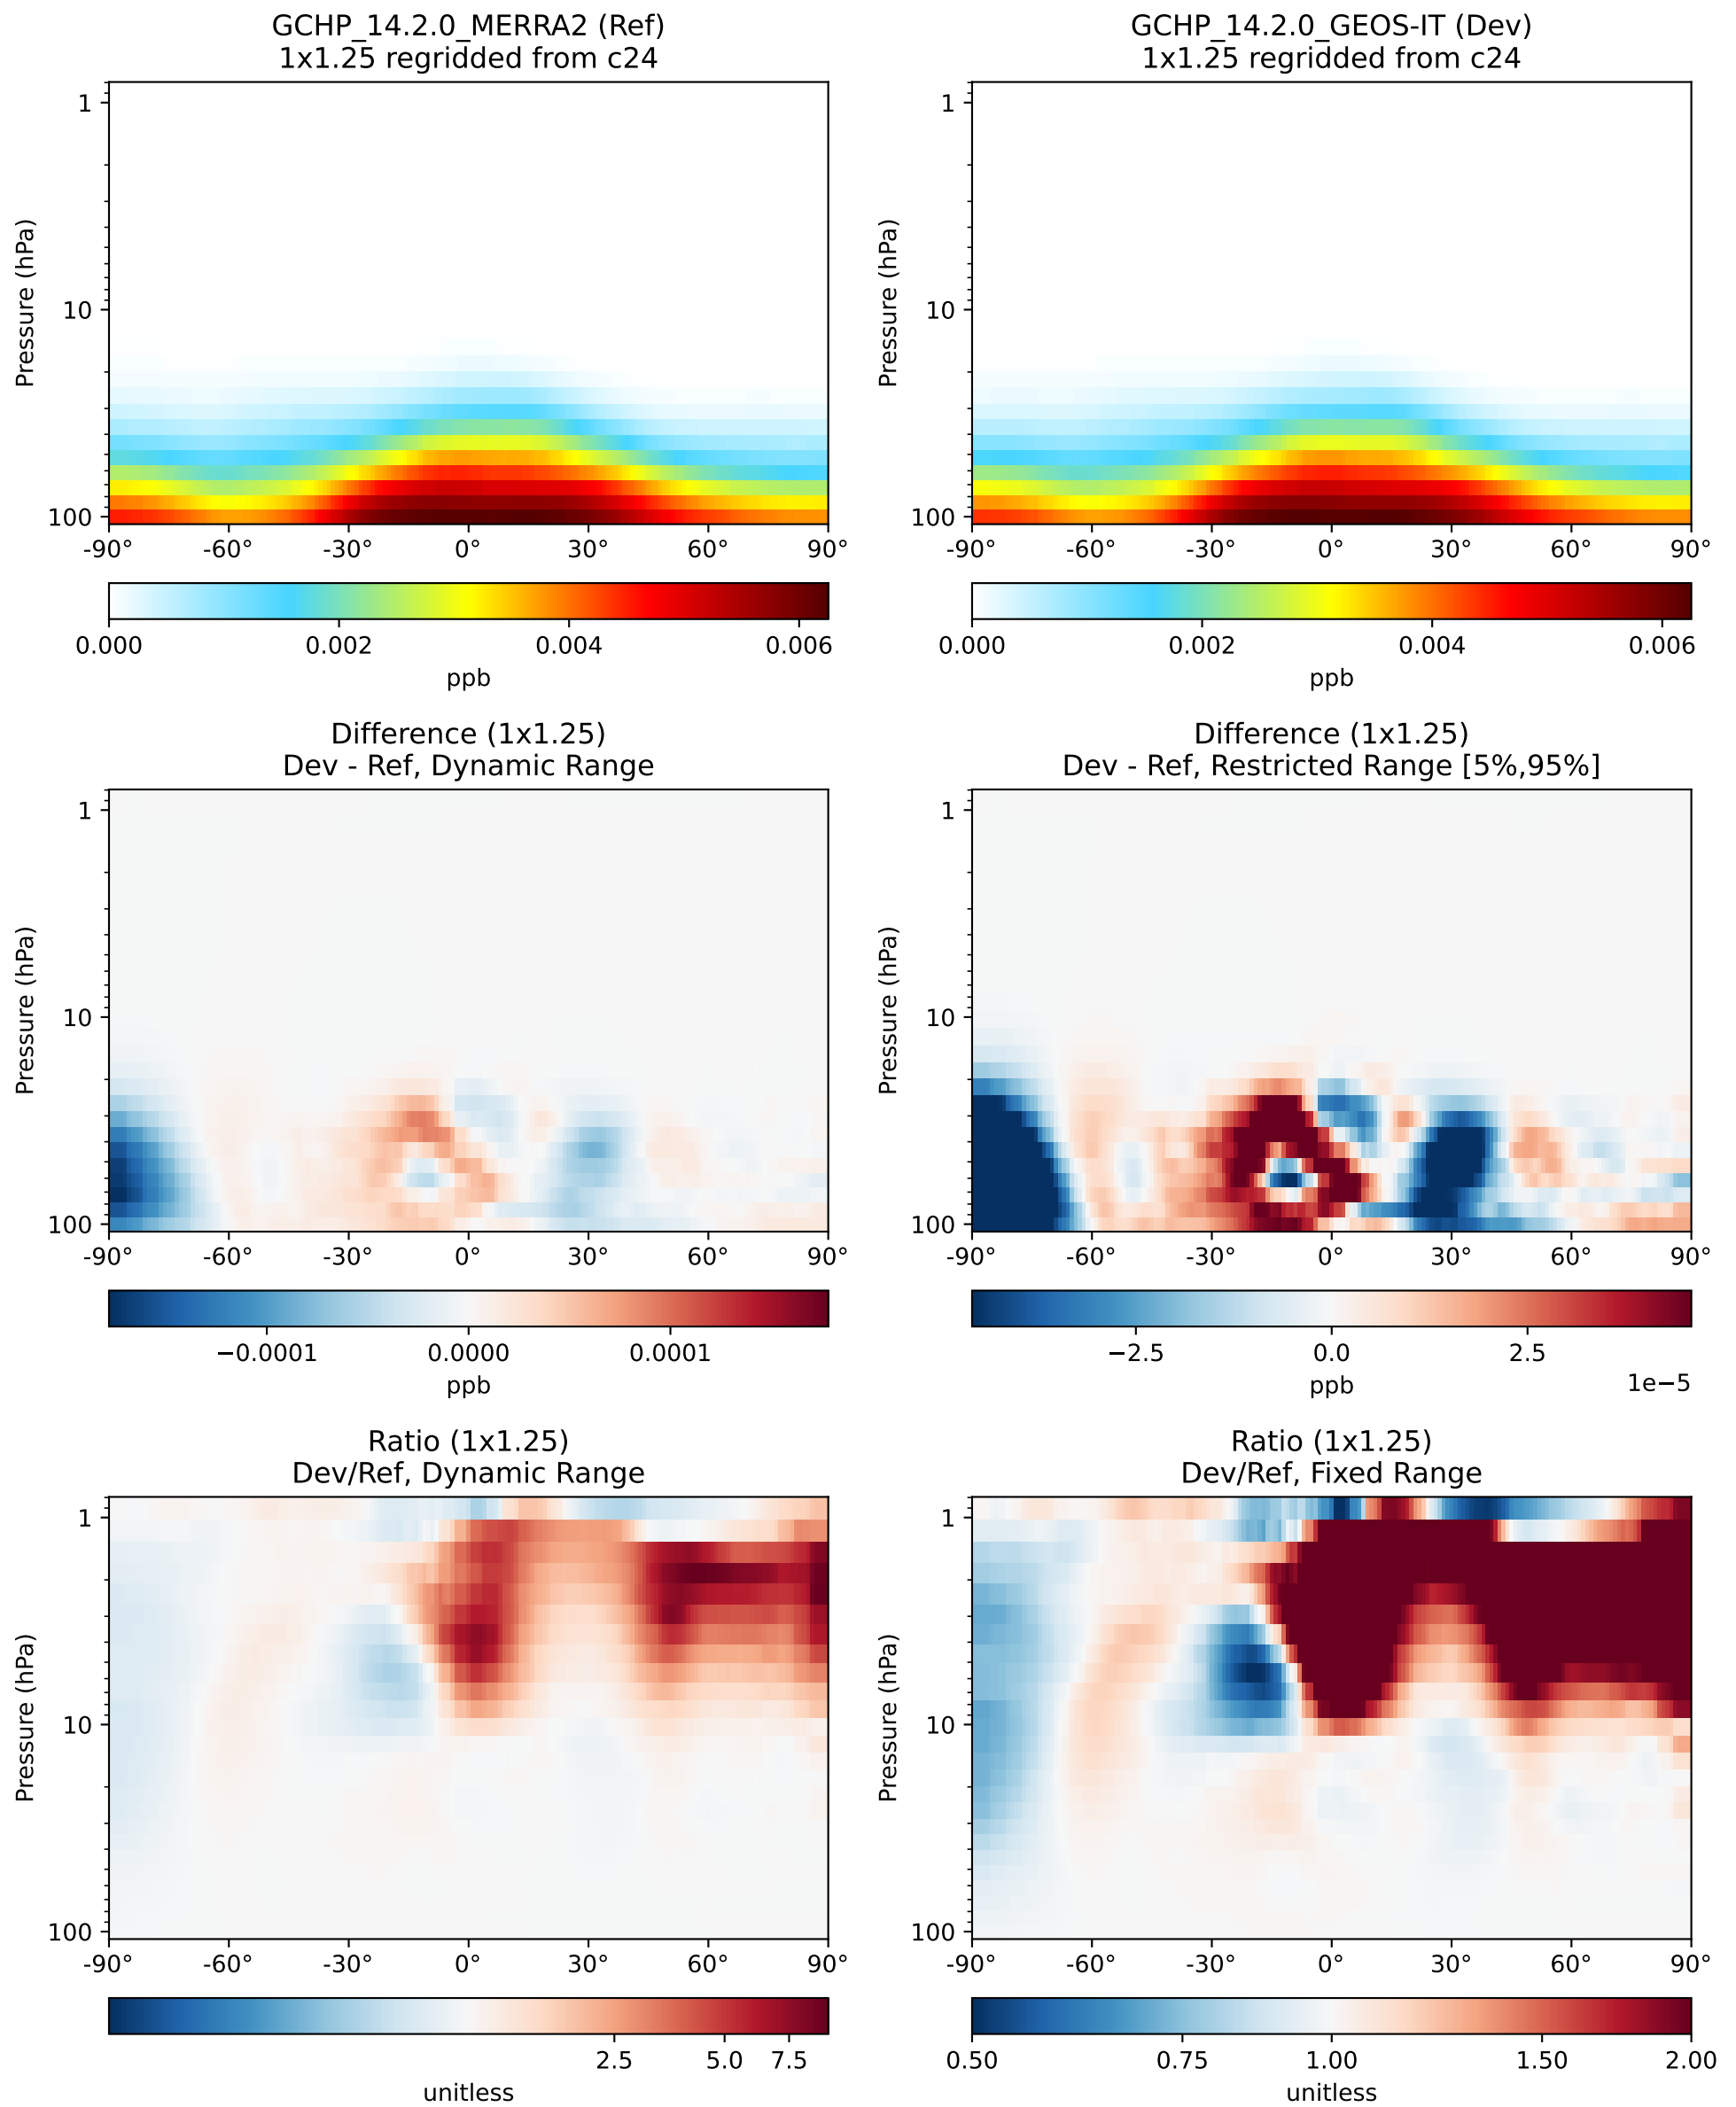 GCHP_14.2.0_MERRA2 (Ref)
1x1.25 regridded from c24
Pressure (hPa)
1
10
100
-90° -60° -30° 0° 30° 60° 90°
0.000 0.002 0.004 0.006
ppb
GCHP_14.2.0_GEOS-IT (Dev)
1x1.25 regridded from c24
Pressure (hPa)
1
10
100
-90° -60° -30° 0° 30° 60° 90°
0.000 0.002 0.004 0.006
ppb
Difference (1x1.25)
Dev - Ref, Dynamic Range
Pressure (hPa)
1
10
100
-90° -60° -30° 0° 30° 60° 90°
−0.0001 0.0000 0.0001
ppb
Difference (1x1.25)
Dev - Ref, Restricted Range [5%,95%]
Pressure (hPa)
1
10
100
-90° -60° -30° 0° 30° 60° 90°
−2.5 0.0 2.5
1e−5
ppb
Ratio (1x1.25)
Dev/Ref, Dynamic Range
Pressure (hPa)
1
10
100
-90° -60° -30° 0° 30° 60° 90°
2.5 5.0 7.5
unitless
Ratio (1x1.25)
Dev/Ref, Fixed Range
Pressure (hPa)
1
10
100
-90° -60° -30° 0° 30° 60° 90°
0.50 0.75 1.00 1.50 2.00
unitless